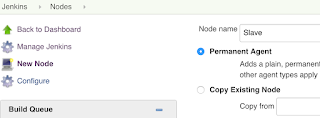 Jenkins › Nodes ›
Back to Dashboard
Manage Jenkins
New Node
Configure
Build Queue
Node name Slave
Permanent Agent
Adds a plain, permanent
other agent types apply
Copy Existing Node
Copy from